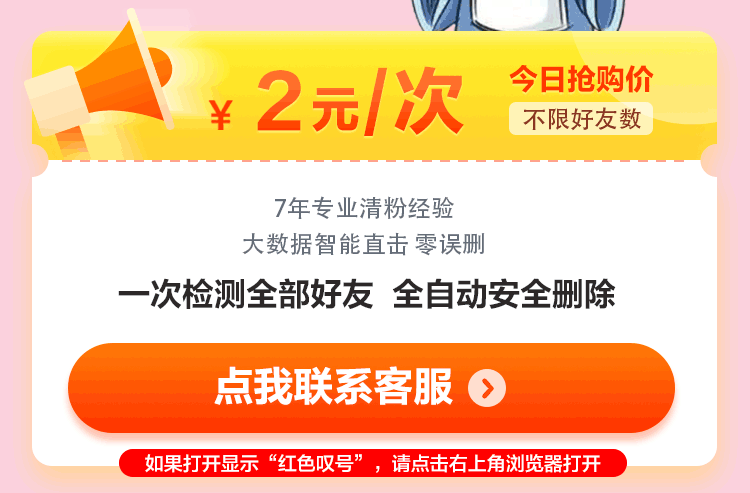 ¥ 2元/次
今日抢购价
不限好友数
7年专业清粉经验
大数据智能直击 零误删
一次检测全部好友 全自动安全删除
点我联系客服
如果打开显示“红色叹号”,请点击右上角浏览器打开